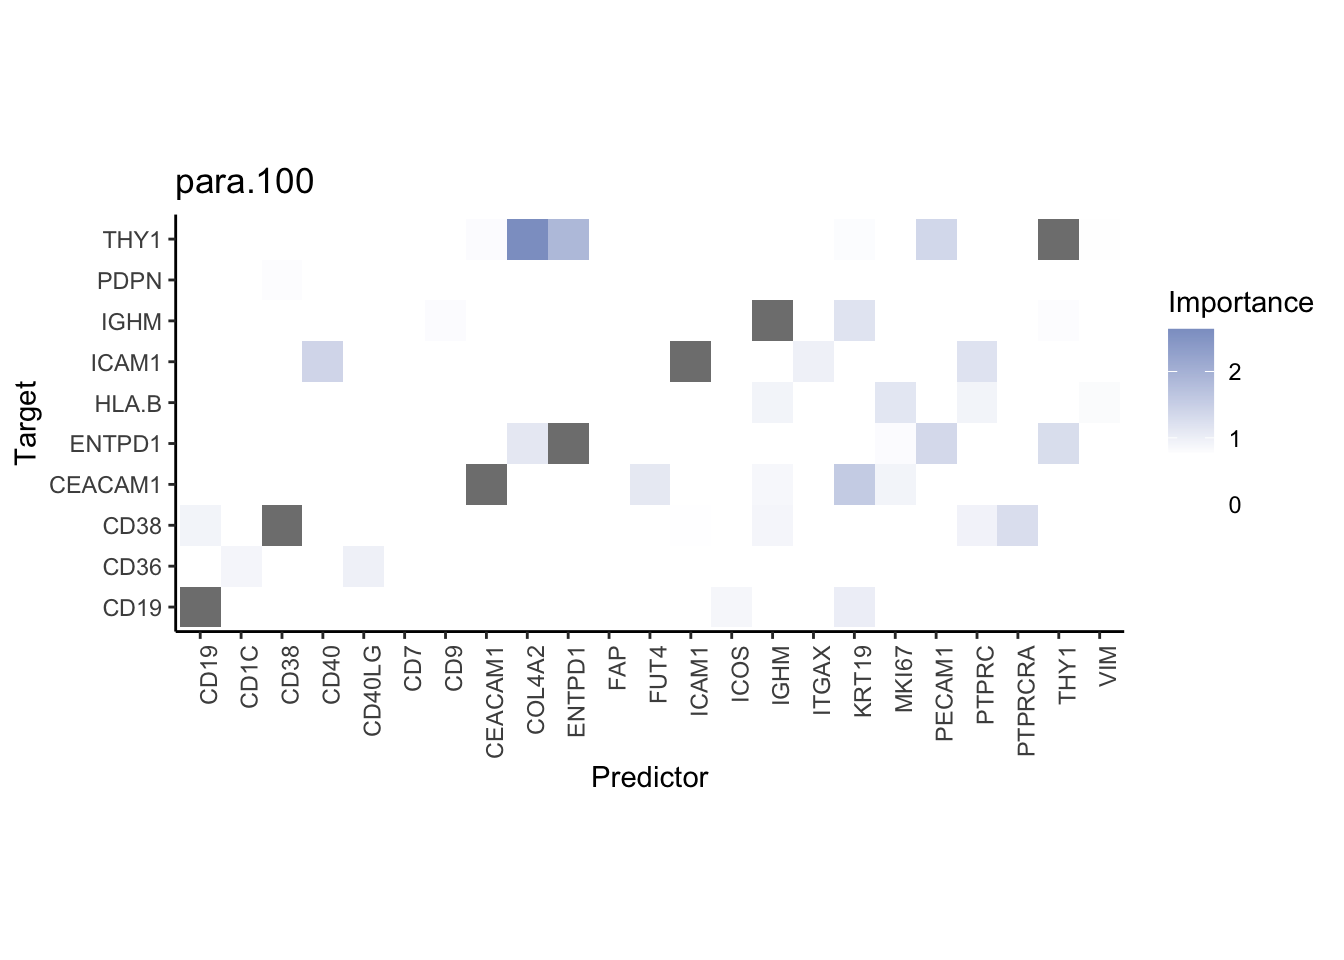 para.100
THY1
PDPN
IGHM
ICAM1
HLA.B
ENTPD1
CEACAM1
CD38
CD36
CD19
Target
CD19
CD1C
CD38
CD40
CD40LG
CD7
CD9
CEACAM1
COL4A2
ENTPD1
FAP
FUT4
ICAM1
ICOS
IGHM
ITGAX
KRT19
MKI67
PECAM1
PTPRC
PTPRCRA
THY1
VIM
Predictor
Importance
2
1
0